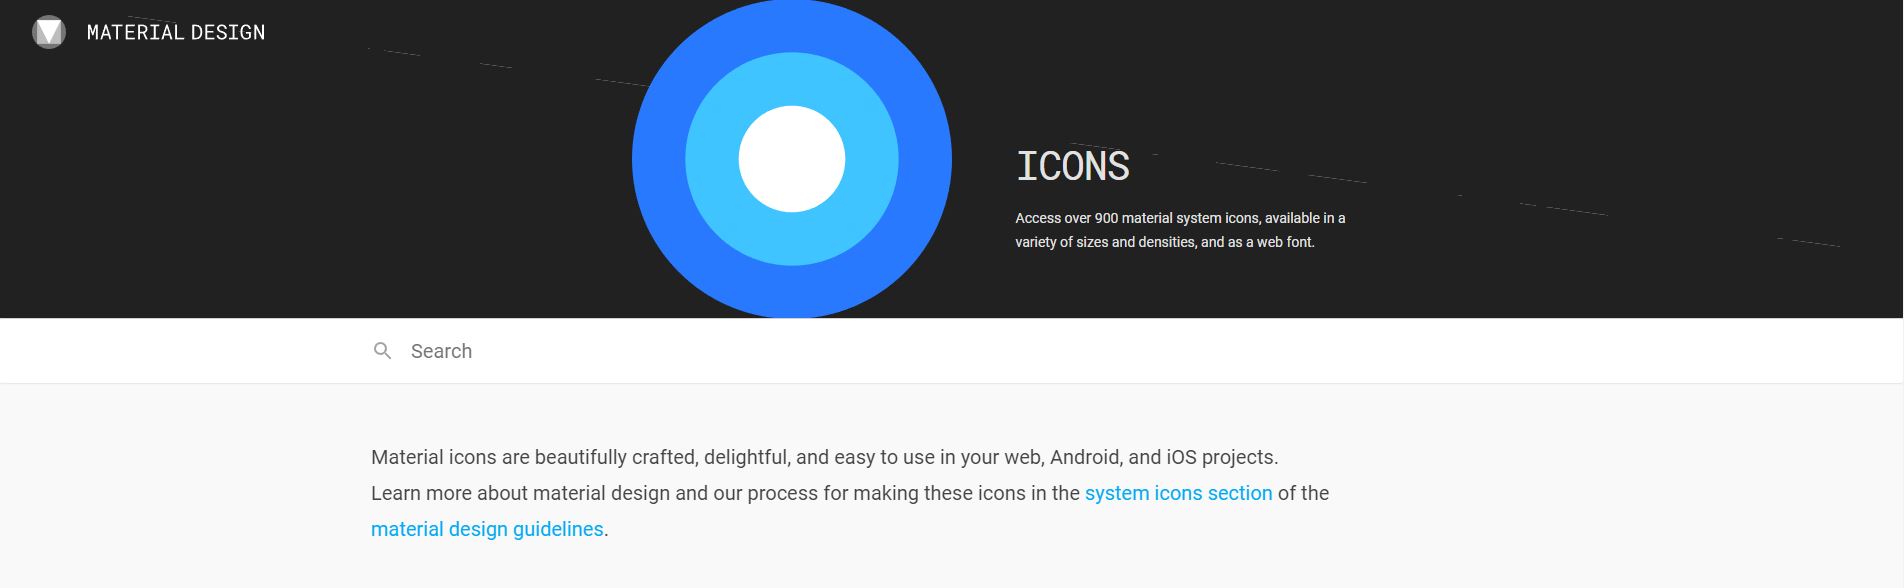 MATERIAL DESIGN
ICONS
Access over 900 material system icons, available in a
variety of sizes and densities, and as a web font.
Search
Material icons are beautifully crafted, delightful, and easy to use in your web, Android, and iOS projects.
Learn more about material design and our process for making these icons in the system icons section of the
material design guidelines.